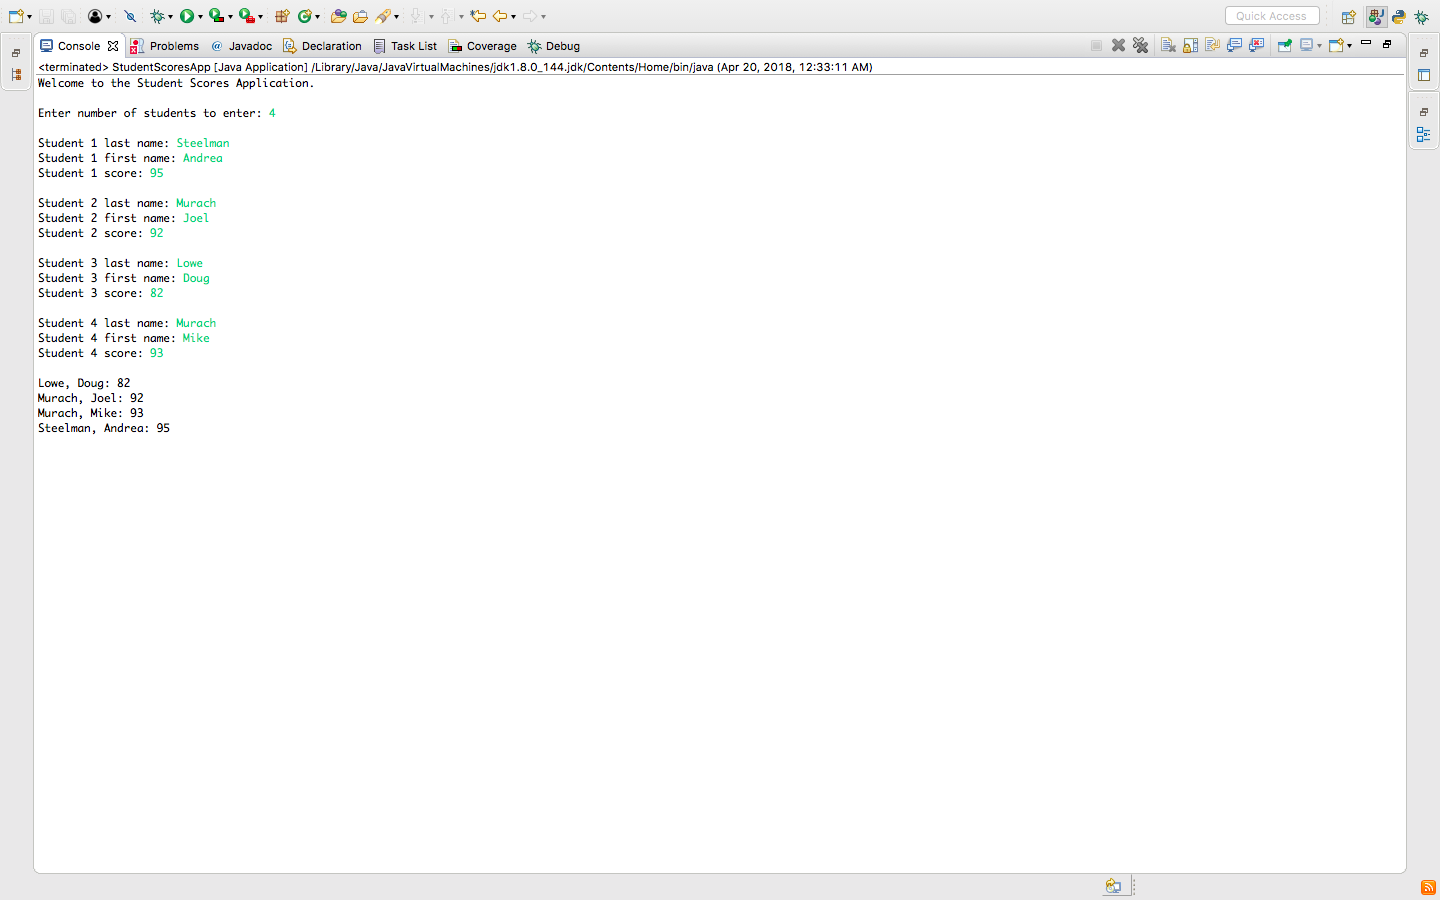 Quick Access
Console Problems @ Javadoc Declaration Task List Coverage Debug
<terminated> StudentScoresApp [Java Application] /Library/Java/JavaVirtualMachines/jdk1.8.0_144.jdk/Contents/Home/bin/java (Apr 20, 2018, 12:33:11 AM)
Welcome to the Student Scores Application.
Enter number of students to enter: 4
Student 1 last name: Steelman
Student 1 first name: Andrea
Student 1 score: 95
Student 2 last name: Murach
Student 2 first name: Joel
Student 2 score: 92
Student 3 last name: Lowe
Student 3 first name: Doug
Student 3 score: 82
Student 4 last name: Murach
Student 4 first name: Mike
Student 4 score: 93
Lowe, Doug: 82
Murach, Joel: 92
Murach, Mike: 93
Steelman, Andrea: 95